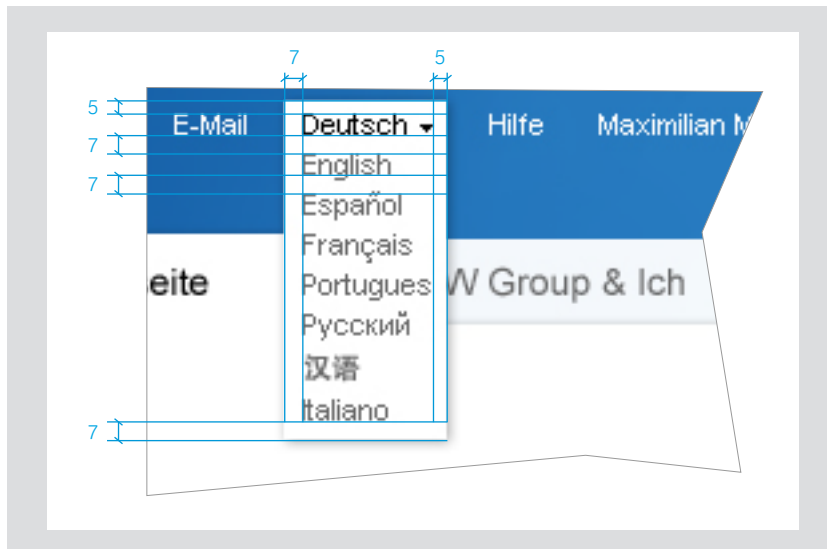 7 5
5
E-Mail Deutsch Hilfe Maximilian
7
English
7
Español
Français
eite Portugues W Group & Ich
Русский
汉语
Italiano
7